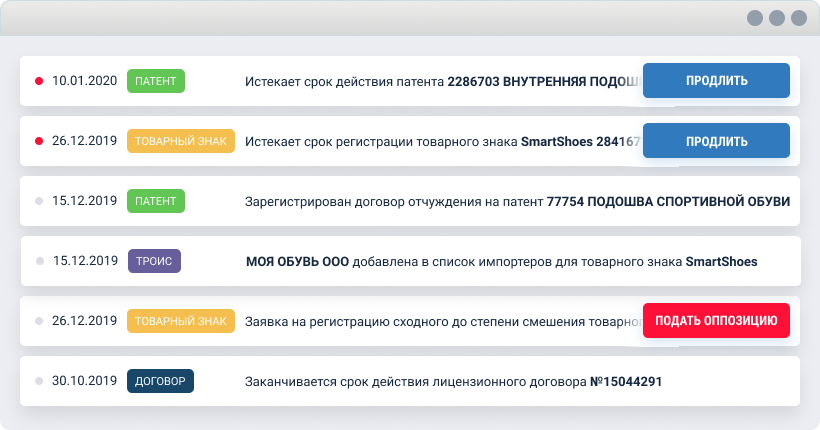 10.01.2020 ПАТЕНТ Истекает срок действия патента 2286703 ВНУТРЕННЯЯ ПРОДЛИТЬ
26.12.2019 ТОВАРНЫЙ ЗНАК Истекает срок регистрации товарного знака SmartShoes 284167 ПРОДЛИТЬ
15.12.2019 ПАТЕНТ Зарегистрирован договор отчуждения на патент 77754 ПОДОШВА СПОРТИВНОЙ ОБУВИ
15.12.2019 ТРОИС МОЯ ОБУВЬ ООО добавлена в список импортеров для товарного знака SmartShoes
26.12.2019 ТОВАРНЫЙ ЗНАК Заявка на регистрацию сходного до степени смешения ПОДАТЬ ОППОЗИЦИЮ
30.10.2019 ДОГОВОР Заканчивается срок действия лицензионного договора №15044291